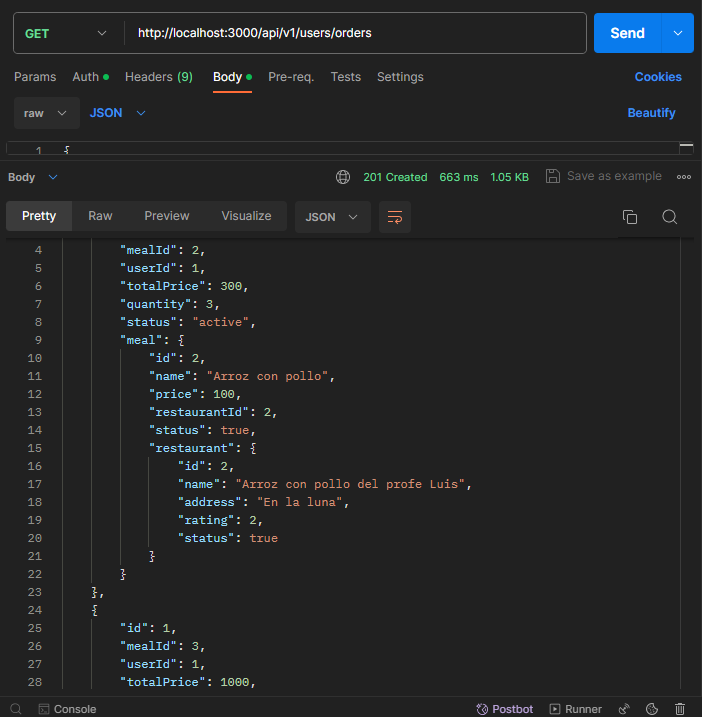 GET http://localhost:3000/api/v1/users/orders Send
Params Auth Headers (9) Body Pre-req. Tests Settings Cookies
raw JSON Beautify
1 {
Body 201 Created 663 ms 1.05 KB Save as example
Pretty Raw Preview Visualize JSON
4 "mealId": 2,
5 "userId": 1,
6 "totalPrice": 300,
7 "quantity": 3,
8 "status": "active",
9 "meal": {
10 "id": 2,
11 "name": "Arroz con pollo",
12 "price": 100,
13 "restaurantId": 2,
14 "status": true,
15 "restaurant": {
16 "id": 2,
17 "name": "Arroz con pollo del profe Luis",
18 "address": "En la luna",
19 "rating": 2,
20 "status": true
21 }
22 }
23 },
24 {
25 "id": 1,
26 "mealId": 3,
27 "userId": 1,
28 "totalPrice": 1000,
Console Postbot Runner